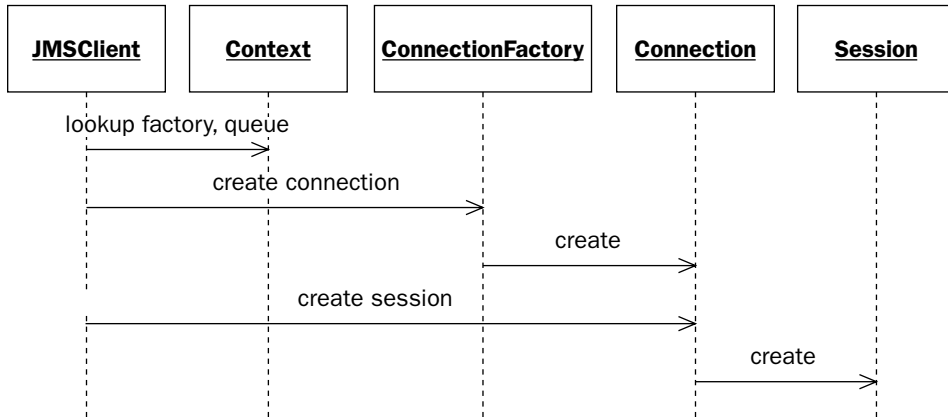 JMSClient
Context
ConnectionFactory
Connection
Session
lookup factory, queue
create connection
create
create session
create